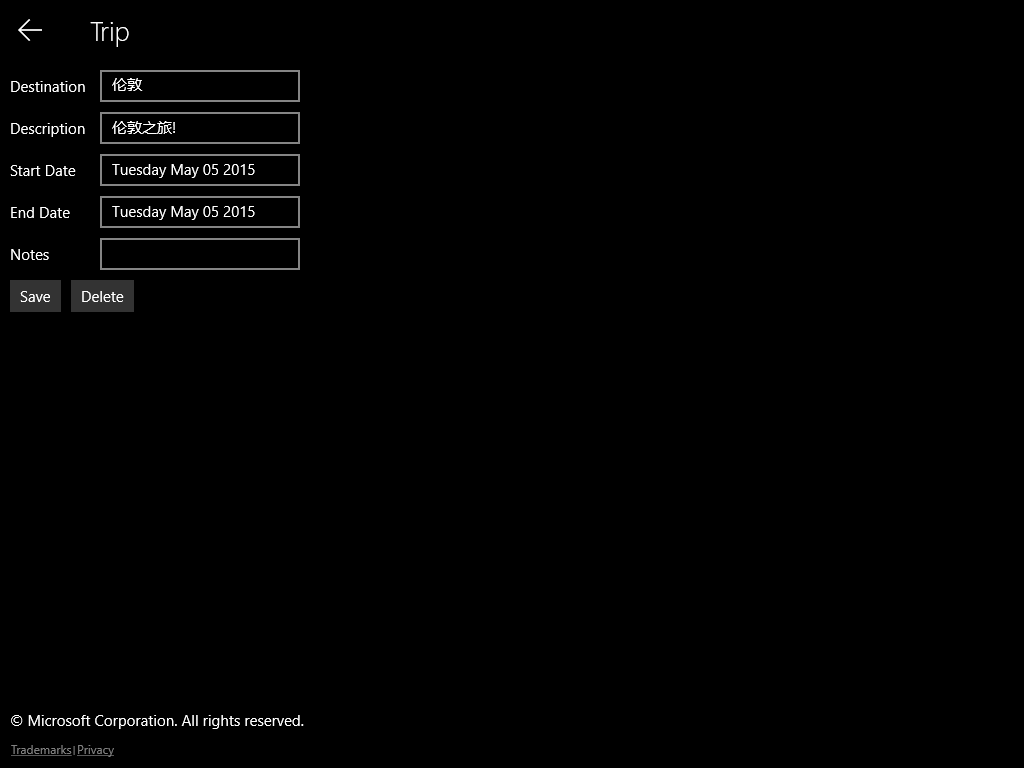 Trip
Destination 伦敦
Description 伦敦之旅!
Start Date Tuesday May 05 2015
End Date Tuesday May 05 2015
Notes
Save Delete
© Microsoft Corporation. All rights reserved.
Trademarks|Privacy